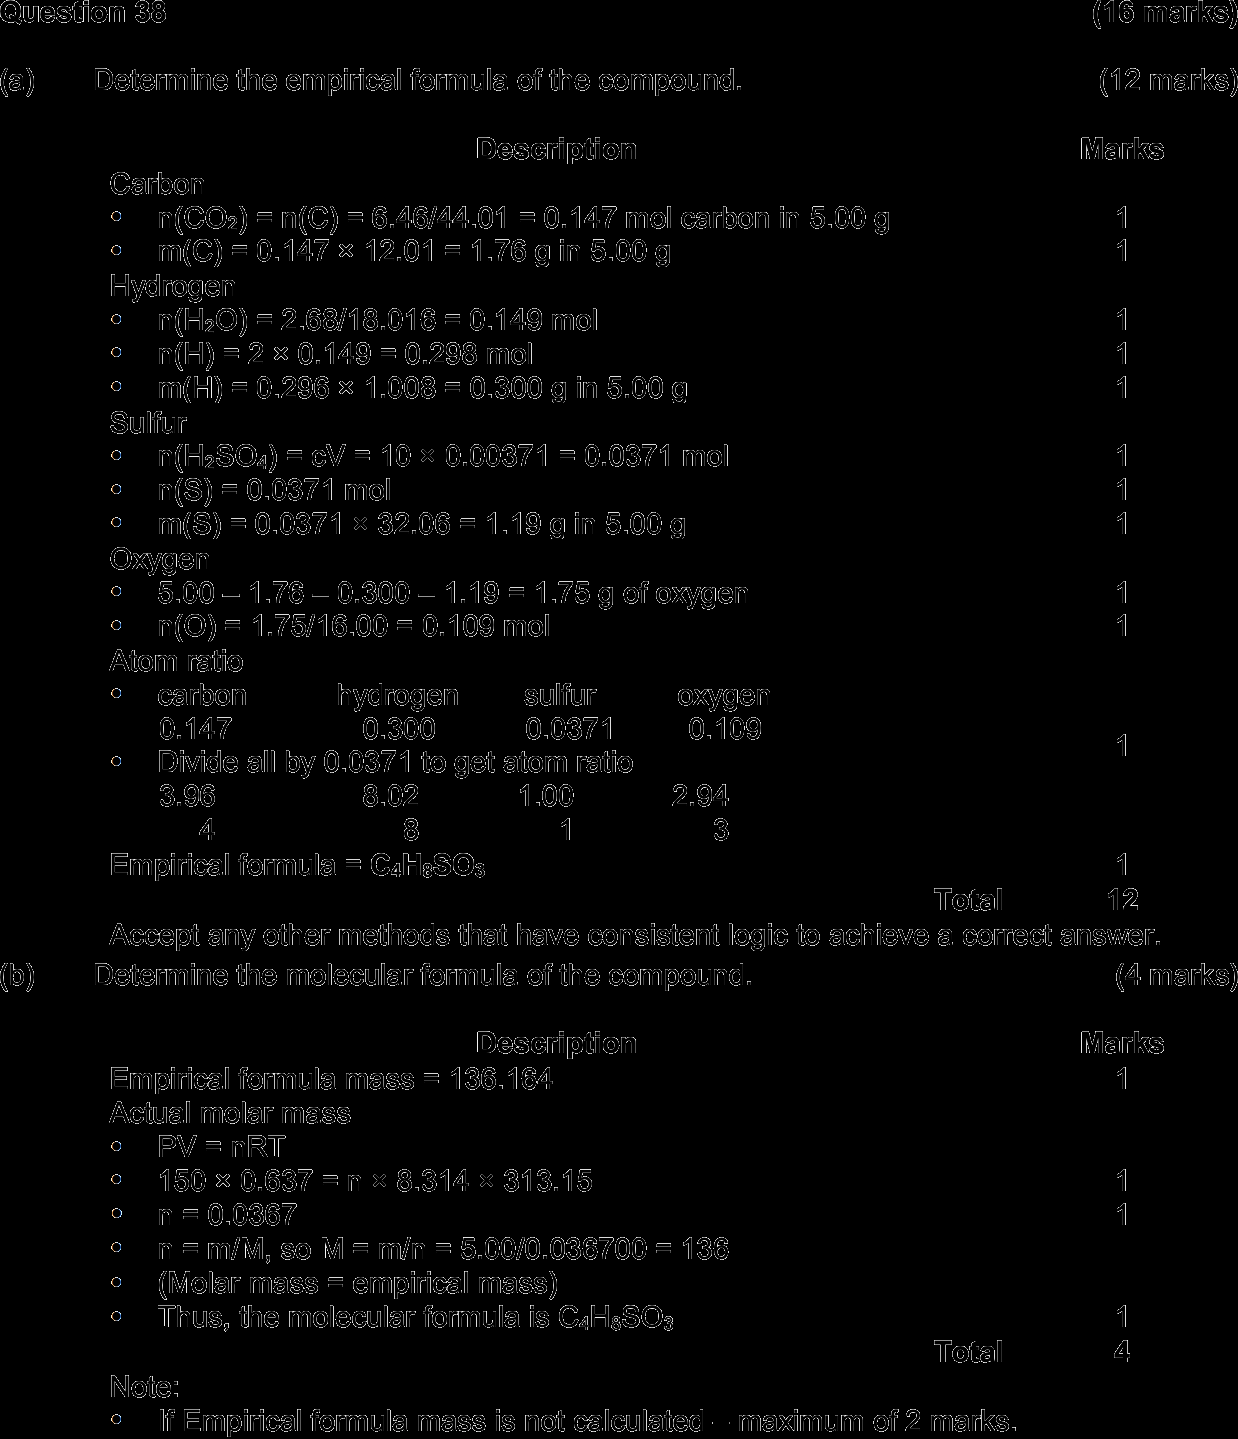 Question 38 (16 marks)
(a) Determine the empirical formula of the compound. (12 marks)
Description Marks
Carbon
• n(CO₂) = n(C) = 6.46/44.01 = 0.147 mol carbon in 5.00 g 1
• m(C) = 0.147 × 12.01 = 1.76 g in 5.00 g 1
Hydrogen
• n(H₂O) = 2.68/18.016 = 0.149 mol 1
• n(H) = 2 × 0.149 = 0.298 mol 1
• m(H) = 0.296 × 1.008 = 0.300 g in 5.00 g 1
Sulfur
• n(H₂SO₄) = cV = 10 × 0.00371 = 0.0371 mol 1
• n(S) = 0.0371 mol 1
• m(S) = 0.0371 × 32.06 = 1.19 g in 5.00 g 1
Oxygen
• 5.00 – 1.76 – 0.300 – 1.19 = 1.75 g of oxygen 1
• n(O) = 1.75/16.00 = 0.109 mol 1
Atom ratio
• carbon hydrogen sulfur oxygen
0.147 0.300 0.0371 0.109
1
• Divide all by 0.0371 to get atom ratio
3.96 8.02 1.00 2.94
4 8 1 3
Empirical formula = C₄H₈SO₃ 1
Total 12
Accept any other methods that have consistent logic to achieve a correct answer.
(b) Determine the molecular formula of the compound. (4 marks)
Description Marks
Empirical formula mass = 136.164 1
Actual molar mass
• PV = nRT
• 150 × 0.637 = n × 8.314 × 313.15 1
• n = 0.0367 1
• n = m/M, so M = m/n = 5.00/0.036700 = 136
• (Molar mass = empirical mass)
• Thus, the molecular formula is C₄H₈SO₃ 1
Total 4
Note:
• If Empirical formula mass is not calculated – maximum of 2 marks.